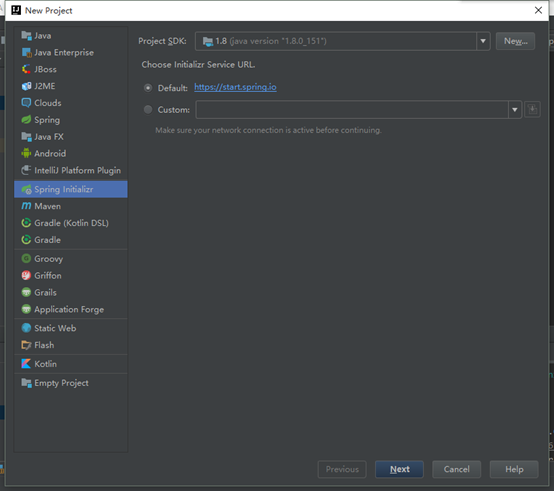 New Project
Java
Java Enterprise
JBoss
J2ME
Clouds
Spring
Java FX
Android
IntelliJ Platform Plugin
Spring Initializr
Maven
Gradle (Kotlin DSL)
Gradle
Groovy
Griffon
Grails
Application Forge
Static Web
Flash
Kotlin
Empty Project
Project SDK: 1.8 (java version "1.8.0_151") New...
Choose Initializr Service URL.
Default: https://start.spring.io
Custom:
Make sure your network connection is active before continuing.
Previous Next Cancel Help